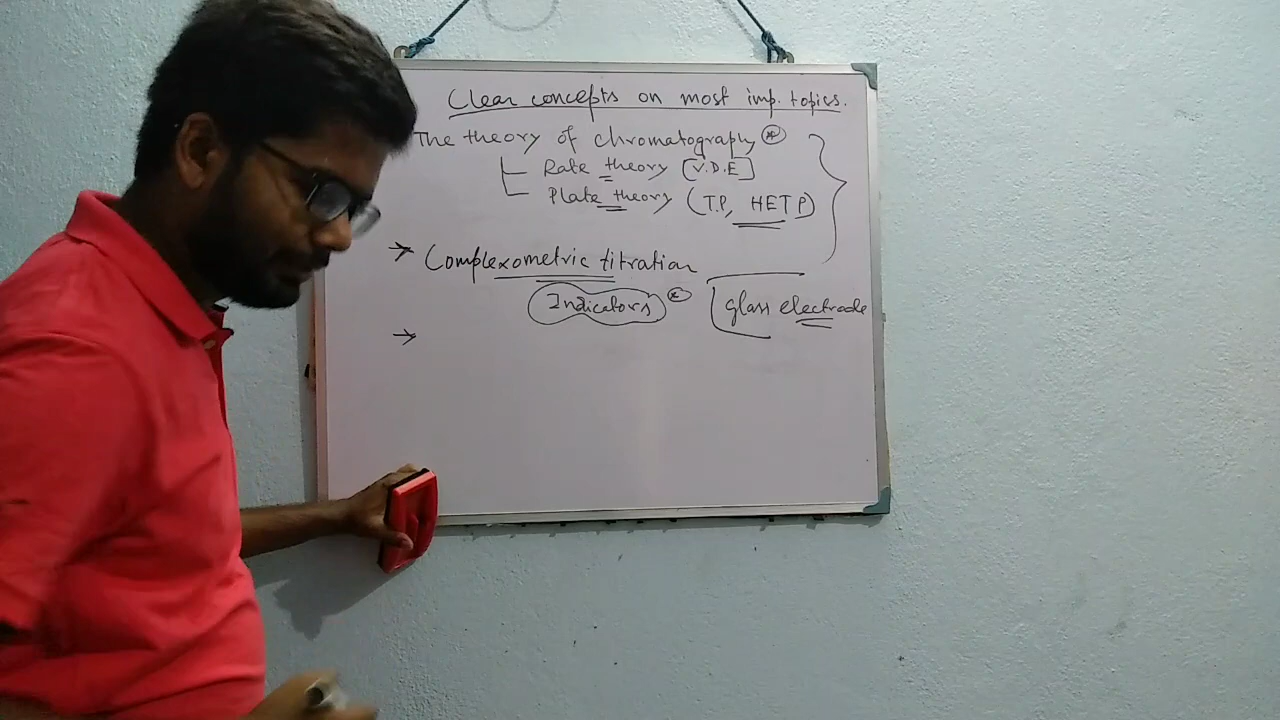 Clear concepts on most imp. topics.
The theory of chromatography *
Rate theory [V.D.E]
Plate theory (T.P, HETP)
→ Complexometric titration
Indicators * glass electrode
→